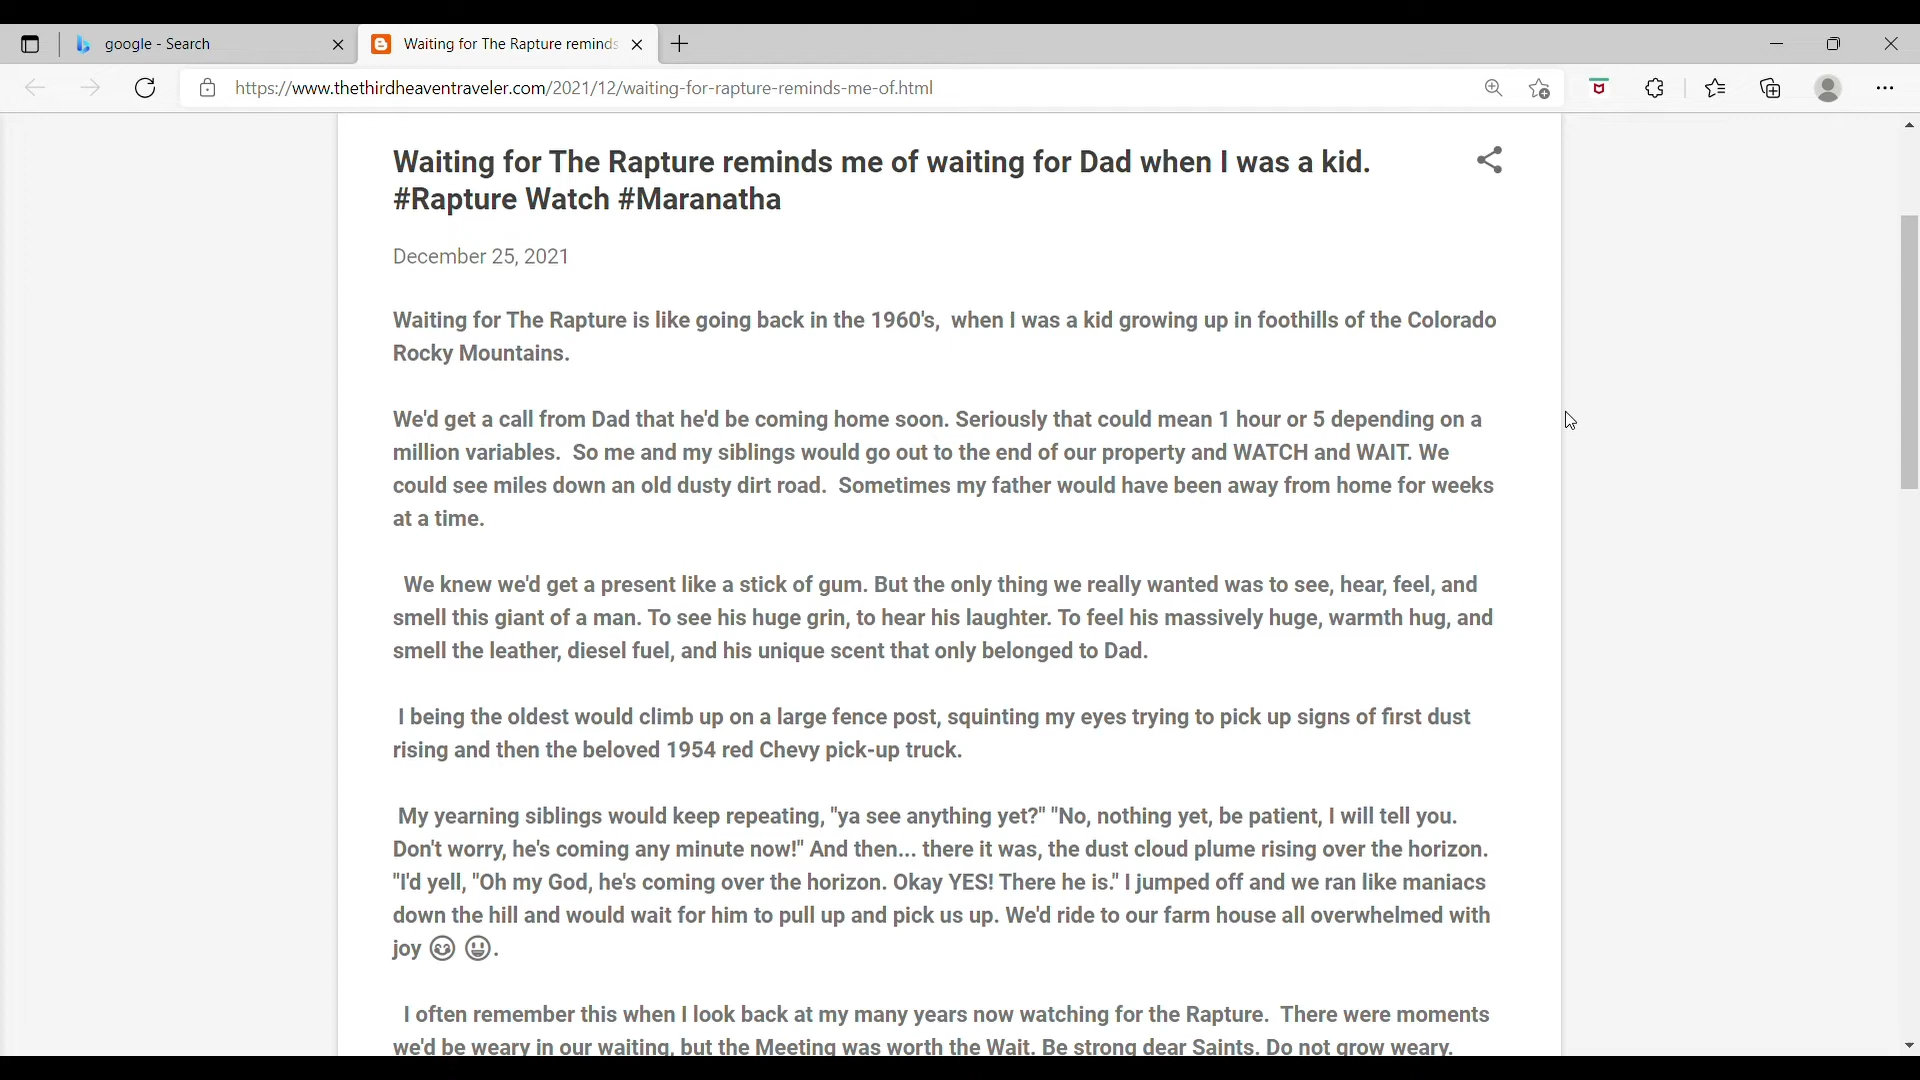 google - Search
Waiting for The Rapture reminds
https://www.thethirdheaventraveler.com/2021/12/waiting-for-rapture-reminds-me-of.html
Waiting for The Rapture reminds me of waiting for Dad when I was a kid.
#Rapture Watch #Maranatha
December 25, 2021
Waiting for The Rapture is like going back in the 1960's,  when I was a kid growing up in foothills of the Colorado
Rocky Mountains.
We'd get a call from Dad that he'd be coming home soon. Seriously that could mean 1 hour or 5 depending on a
million variables.  So me and my siblings would go out to the end of our property and WATCH and WAIT. We
could see miles down an old dusty dirt road.  Sometimes my father would have been away from home for weeks
at a time.
We knew we'd get a present like a stick of gum. But the only thing we really wanted was to see, hear, feel, and
smell this giant of a man. To see his huge grin, to hear his laughter. To feel his massively huge, warmth hug, and
smell the leather, diesel fuel, and his unique scent that only belonged to Dad.
I being the oldest would climb up on a large fence post, squinting my eyes trying to pick up signs of first dust
rising and then the beloved 1954 red Chevy pick-up truck.
My yearning siblings would keep repeating, "ya see anything yet?" "No, nothing yet, be patient, I will tell you.
Don't worry, he's coming any minute now!" And then... there it was, the dust cloud plume rising over the horizon.
"I'd yell, "Oh my God, he's coming over the horizon. Okay YES! There he is." I jumped off and we ran like maniacs
down the hill and would wait for him to pull up and pick us up. We'd ride to our farm house all overwhelmed with
joy 😊 😃.
I often remember this when I look back at my many years now watching for the Rapture.  There were moments
we'd be weary in our waiting, but the Meeting was worth the Wait. Be strong dear Saints. Do not grow weary.